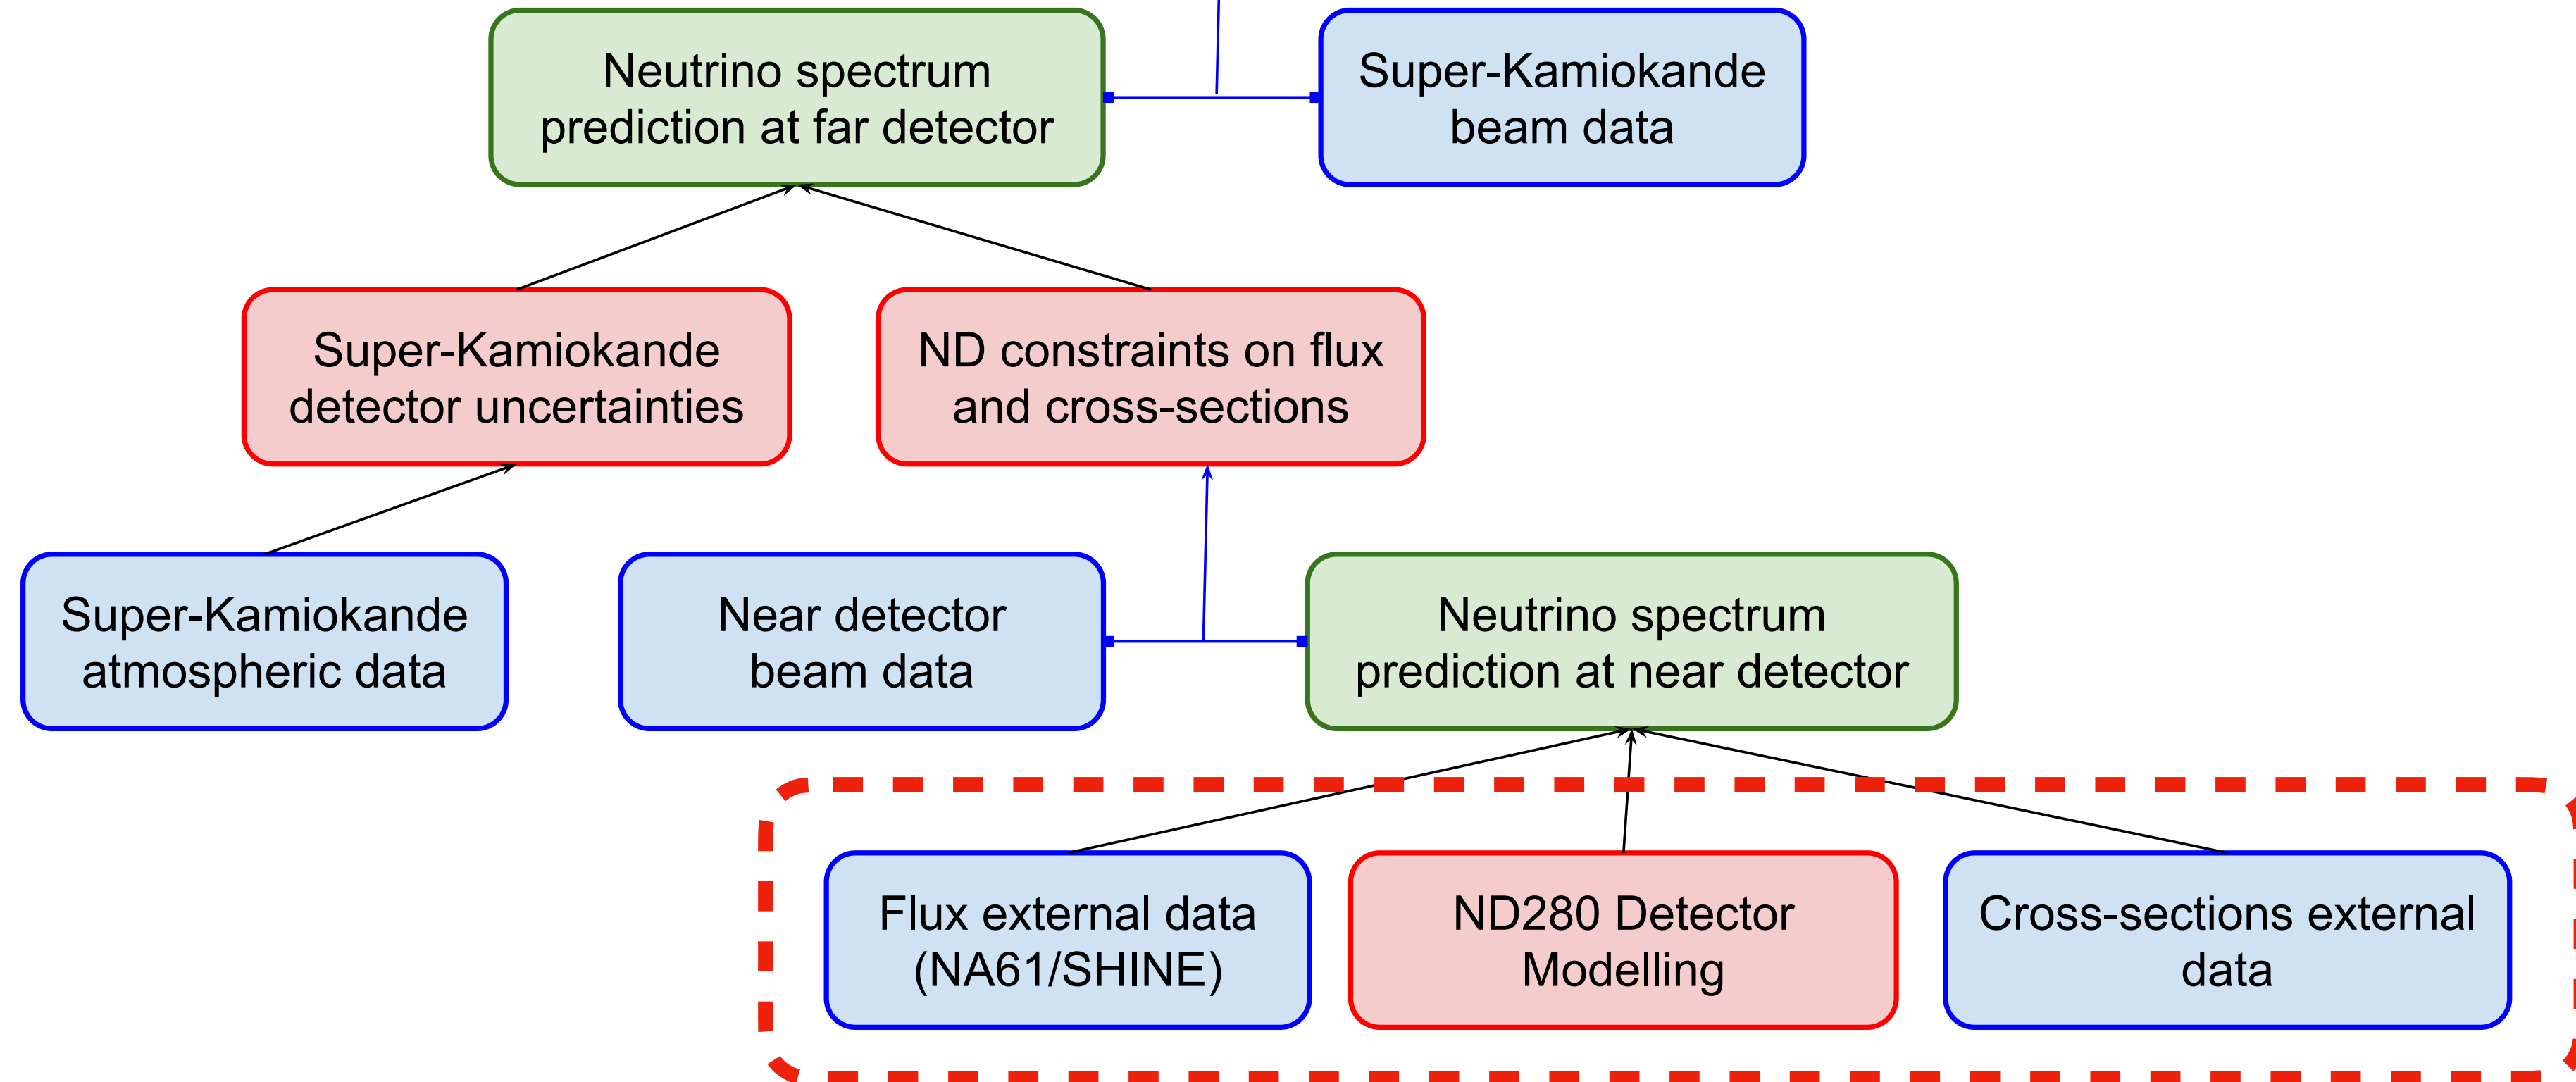 Neutrino spectrum
prediction at far detector
Super-Kamiokande
beam data
Super-Kamiokande
detector uncertainties
ND constraints on flux
and cross-sections
Super-Kamiokande
atmospheric data
Near detector
beam data
Neutrino spectrum
prediction at near detector
Flux external data
(NA61/SHINE)
ND280 Detector
Modelling
Cross-sections external
data